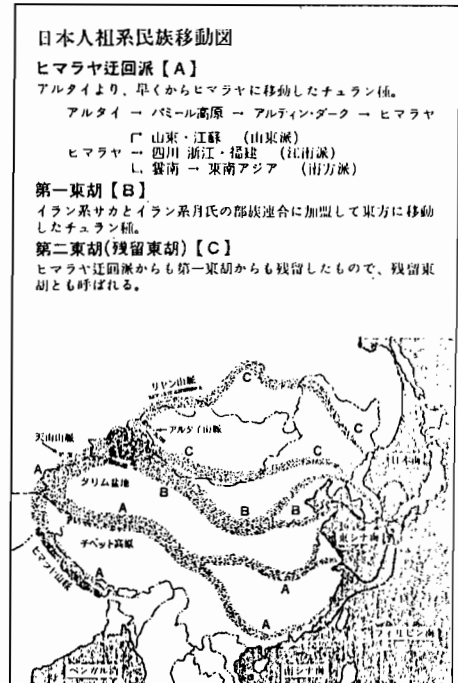 日本人祖系民族移動図
ヒマラヤ迂回派【A】
アルタイより、早くからヒマラヤに移動したチュラン種。
アルタイ → パミール高原 → アルティン・ダーク → ヒマラヤ
山東・江蘇 (山東派)
ヒマラヤ → 四川 浙江・福建 (江南派)
雲南 → 東南アジア (南方派)
第一東胡【B】
イラン系サカとイラン系月氏の部族連合に加盟して東方に移動
したチュラン種。
第二東胡(残留東胡)【C】
ヒマラヤ迂回派からも第一東胡からも残留したもので、残留東
胡とも呼ばれる。
リヤン山脈
C
アルタイ山脈
C
天山山脈
C
C
日本海
A
タリム盆地
B
B
B
A
東シナ海
チベット高原
ヒマラヤ山脈
A
A
A
フィリピン海
ベンガル湾
南シナ海